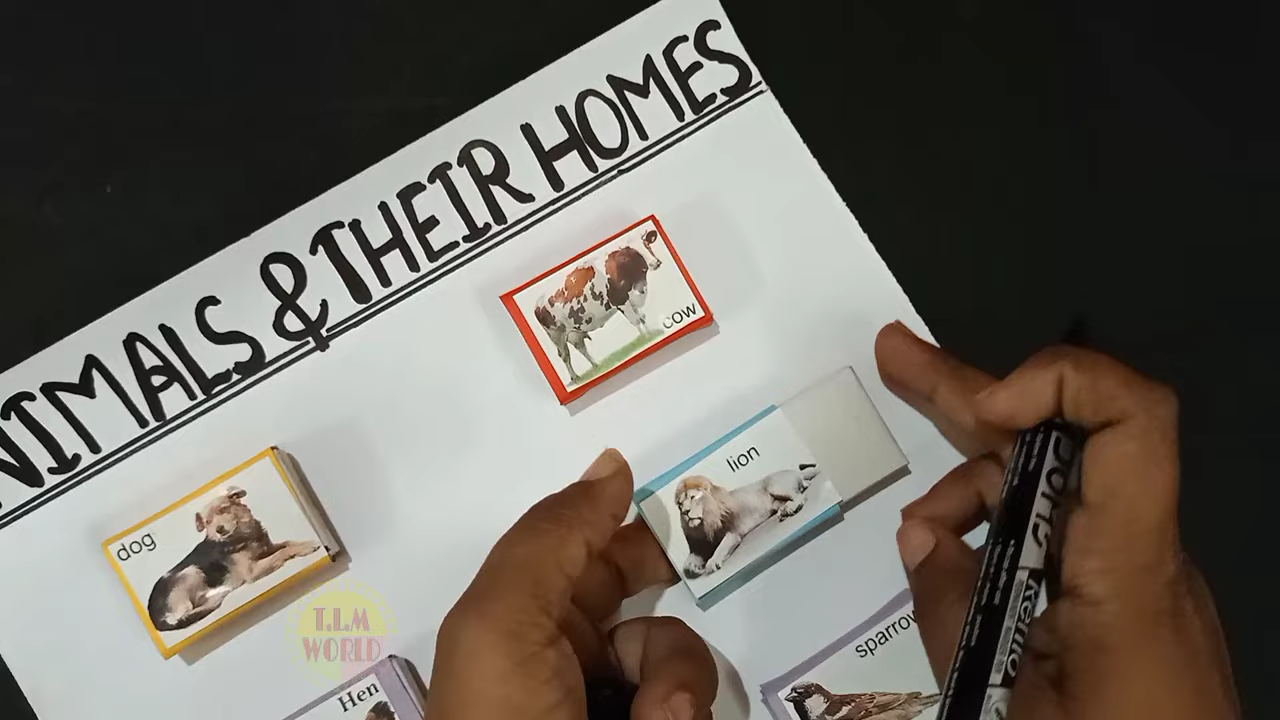 NIMALS & THEIR HOMES
cow
lion
dog
sparrow
Hen
T.L.M
WORLD